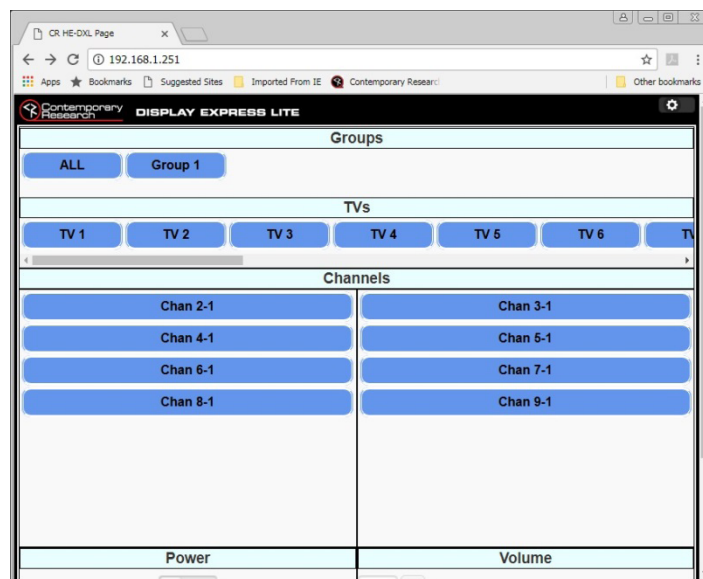 CR HE-DXL Page
192.168.1.251
Apps Bookmarks Suggested Sites Imported From IE Contemporary Researc Other bookmarks
Contemporary Research DISPLAY EXPRESS LITE
Groups
ALL Group 1
TVs
TV 1 TV 2 TV 3 TV 4 TV 5 TV 6 TV
Channels
Chan 2-1 Chan 3-1
Chan 4-1 Chan 5-1
Chan 6-1 Chan 7-1
Chan 8-1 Chan 9-1
Power Volume